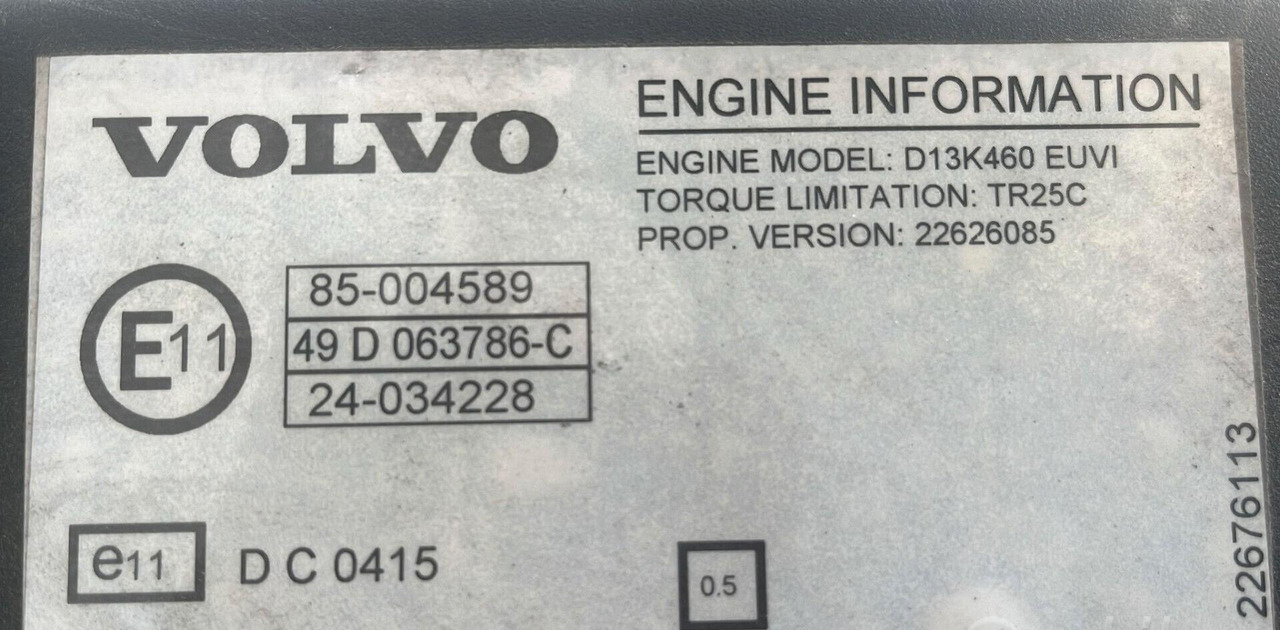 VOLVO
ENGINE INFORMATION
ENGINE MODEL: D13K460 EUVI
TORQUE LIMITATION: TR25C
PROP. VERSION: 22626085
E11
85-004589
49 D 063786-C
24-034228
e11 D C 0415
0.5
22676113